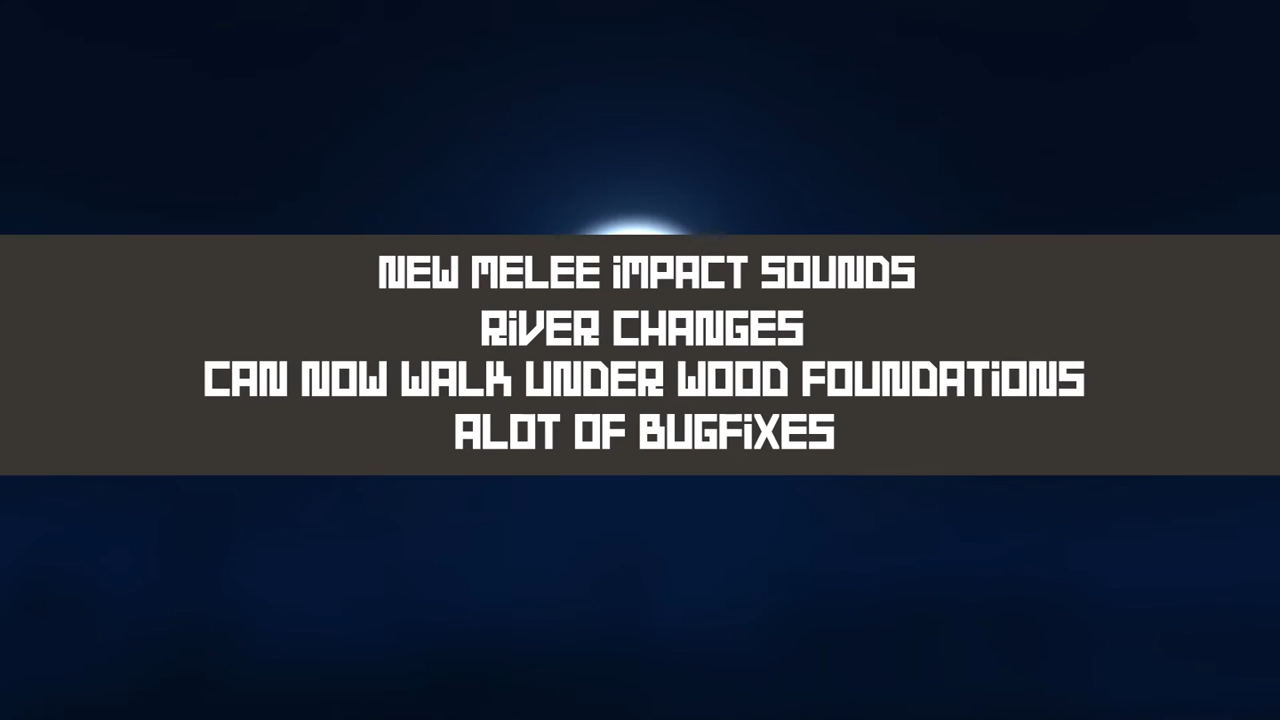 NEW MELEE iMPACT SOUNDS
RiVER CHANGES
CAN NOW WALK UNDER WOOD FOUNDATiONS
ALOT OF BUGFiXES